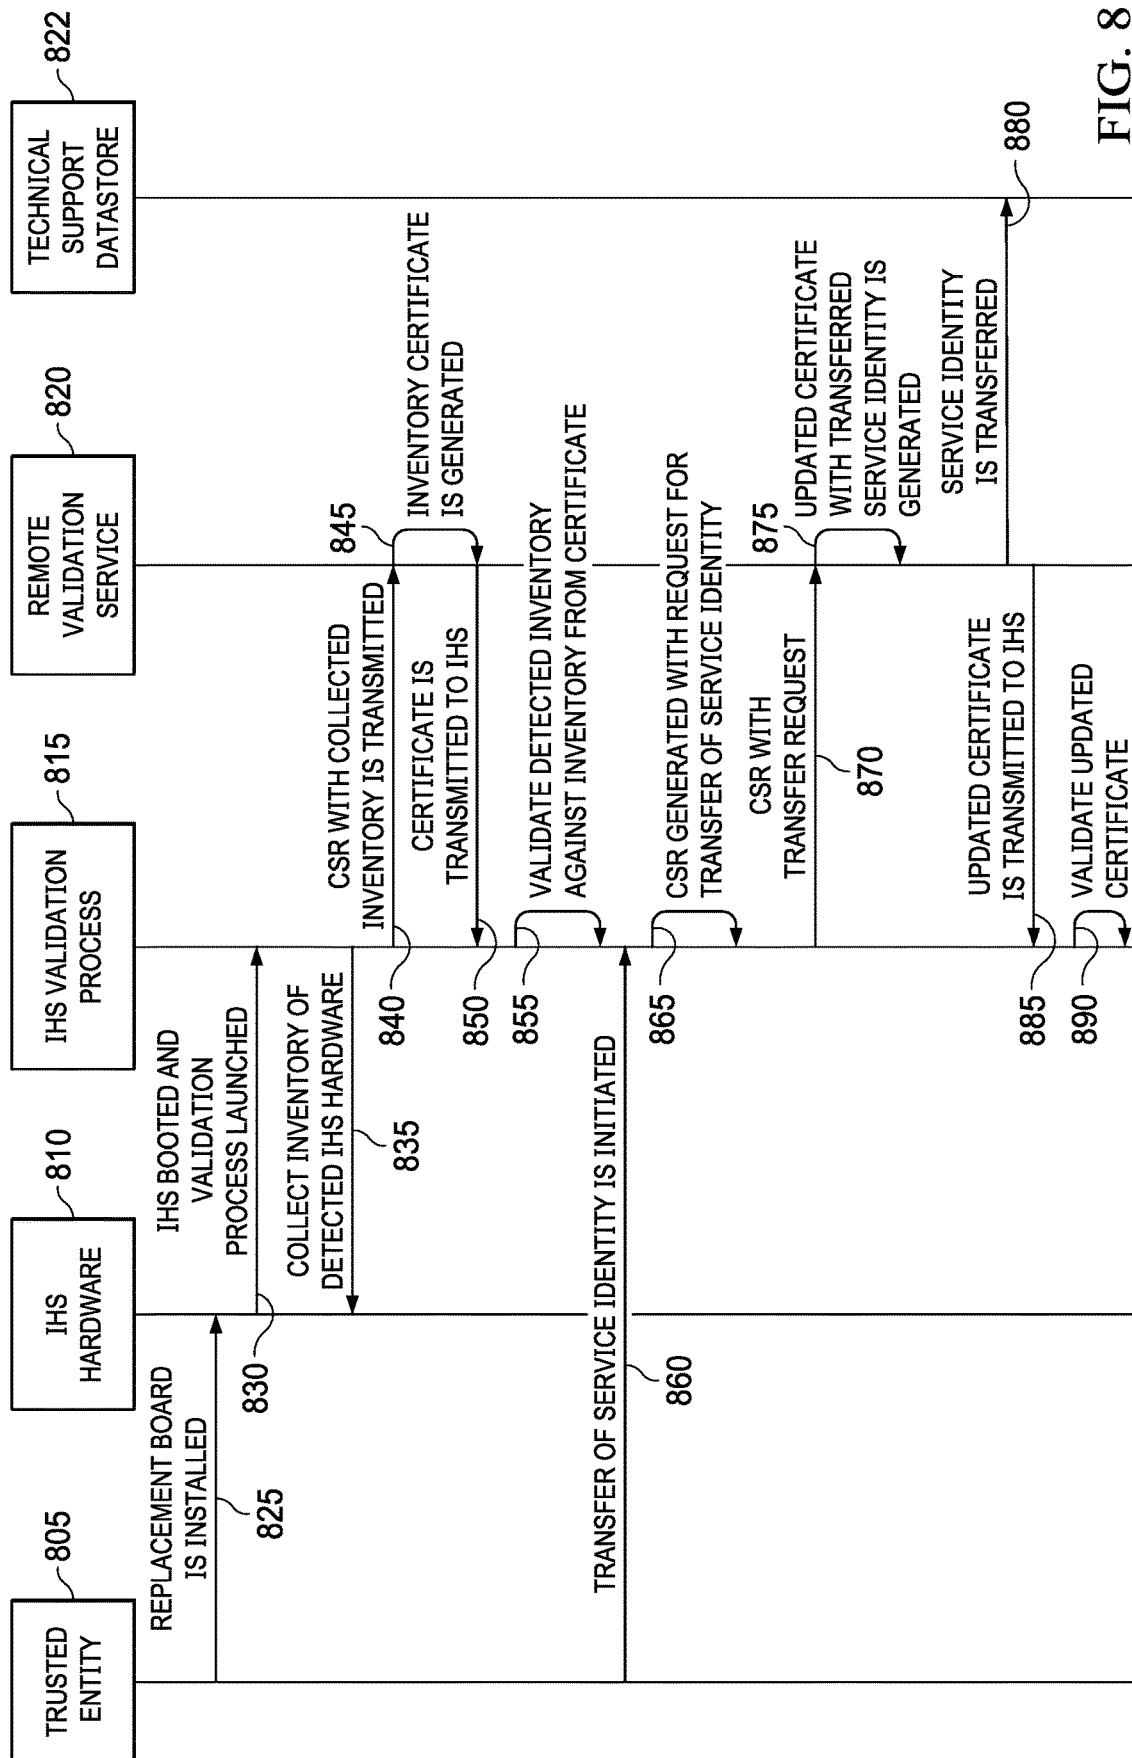 TRUSTED
ENTITY
805
IHS
HARDWARE
810
IHS VALIDATION
PROCESS
815
REMOTE
VALIDATION
SERVICE
820
TECHNICAL
SUPPORT
DATASTORE
822
REPLACEMENT BOARD
IS INSTALLED
825
IHS BOOTED AND
VALIDATION
PROCESS LAUNCHED
830
COLLECT INVENTORY OF
DETECTED IHS HARDWARE
835
CSR WITH COLLECTED
INVENTORY IS TRANSMITTED
840
845
INVENTORY CERTIFICATE
IS GENERATED
CERTIFICATE IS
TRANSMITTED TO IHS
850
VALIDATE DETECTED INVENTORY
AGAINST INVENTORY FROM CERTIFICATE
855
TRANSFER OF SERVICE IDENTITY IS INITIATED
860
CSR GENERATED WITH REQUEST FOR
TRANSFER OF SERVICE IDENTITY
865
CSR WITH
TRANSFER REQUEST
870
875
UPDATED CERTIFICATE
WITH TRANSFERRED
SERVICE IDENTITY IS
GENERATED
SERVICE IDENTITY
IS TRANSFERRED
880
UPDATED CERTIFICATE
IS TRANSMITTED TO IHS
885
VALIDATE UPDATED
CERTIFICATE
890
FIG. 8